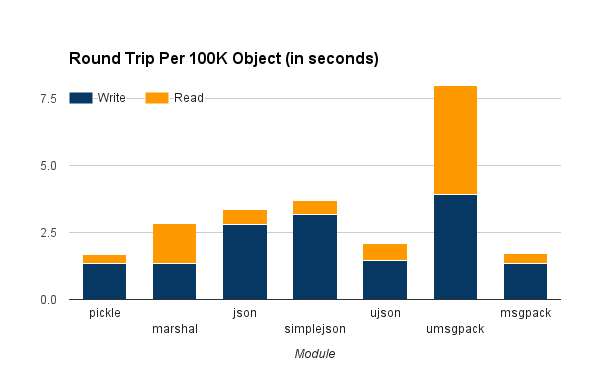 Round Trip Per 100K Object (in seconds)
Write Read
7.5
5.0
2.5
0.0
pickle marshal json simplejson ujson umsgpack msgpack
Module